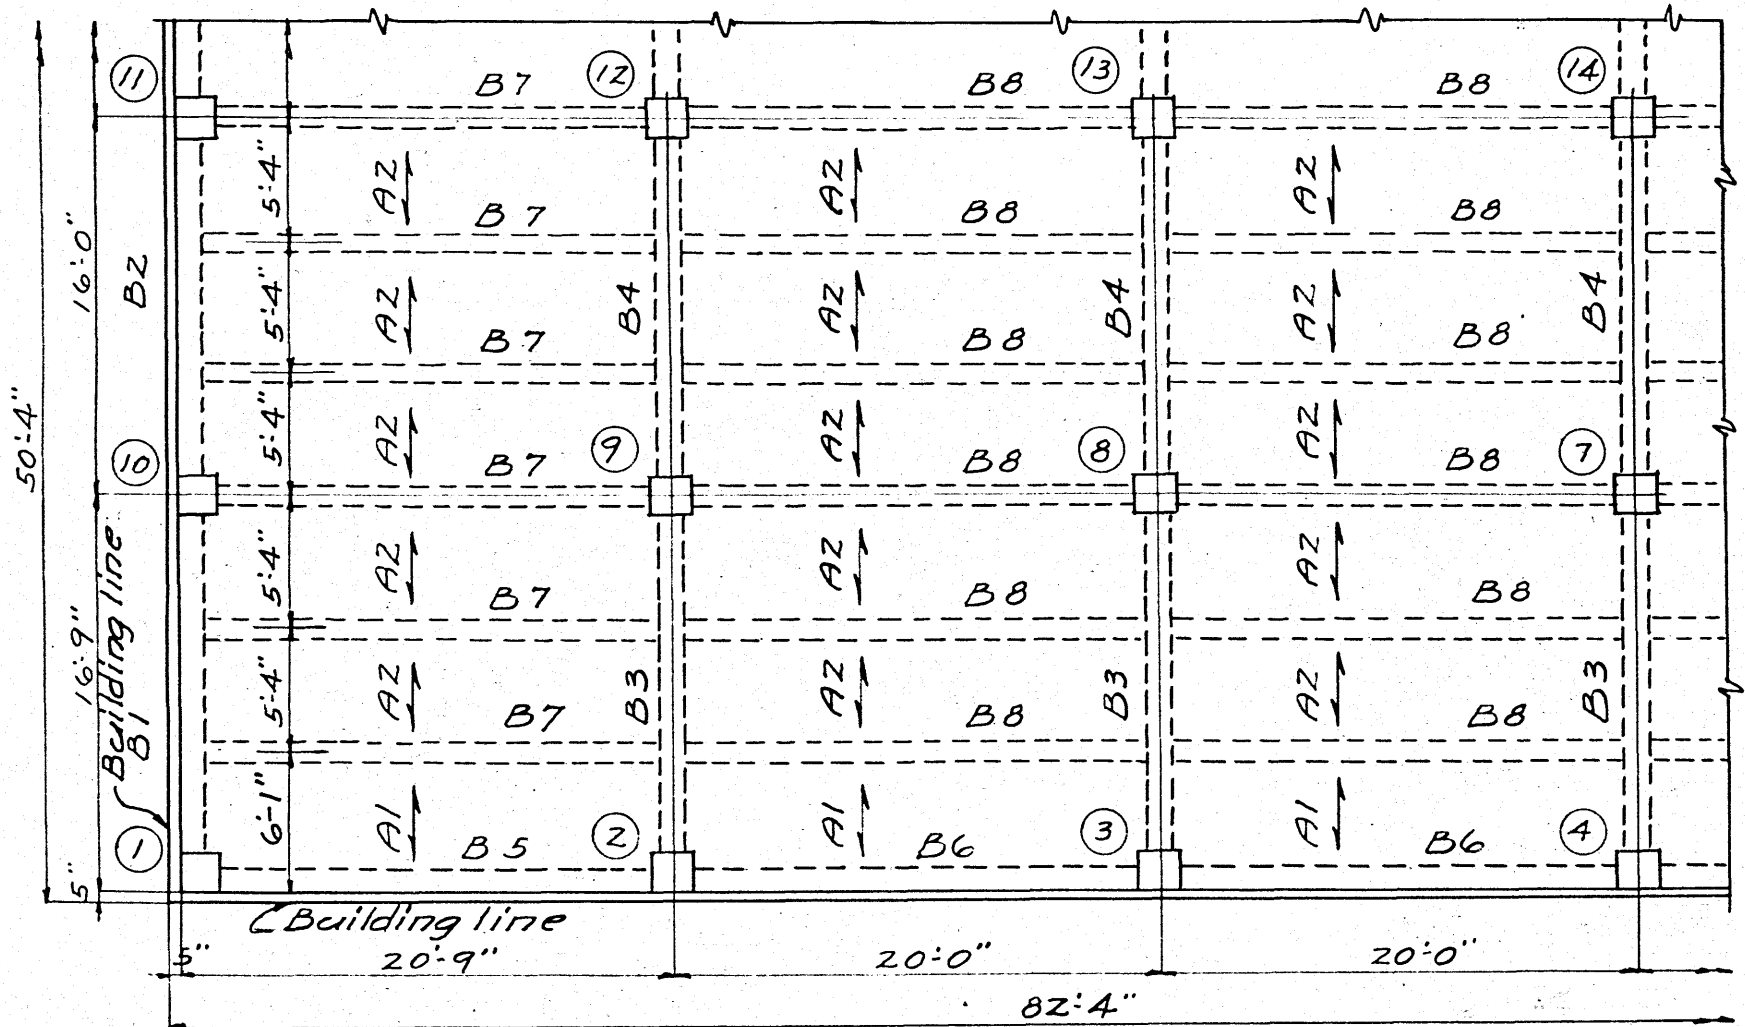 11 B7 12 B8 13 B8 14
5'-4" A2 A2 A2
B7 B8 B8
16'-0" B2
5'-4" A2 B4 A2 B4 A2 B4
B7 B8 B8
50'-4"
5'-4" A2 A2 A2
10 B7 9 B8 8 B8 7
5'-4" A2 A2 A2
Building line
B7 B8 B8
16'-9" B1
5'-4" A2 B3 A2 B3 A2 B3
B7 B8 B8
6'-1" A1 A1 A1
1 B5 2 B6 3 B6 4
5"
Building line
5" 20'-9" 20'-0" 20'-0"
82'-4"